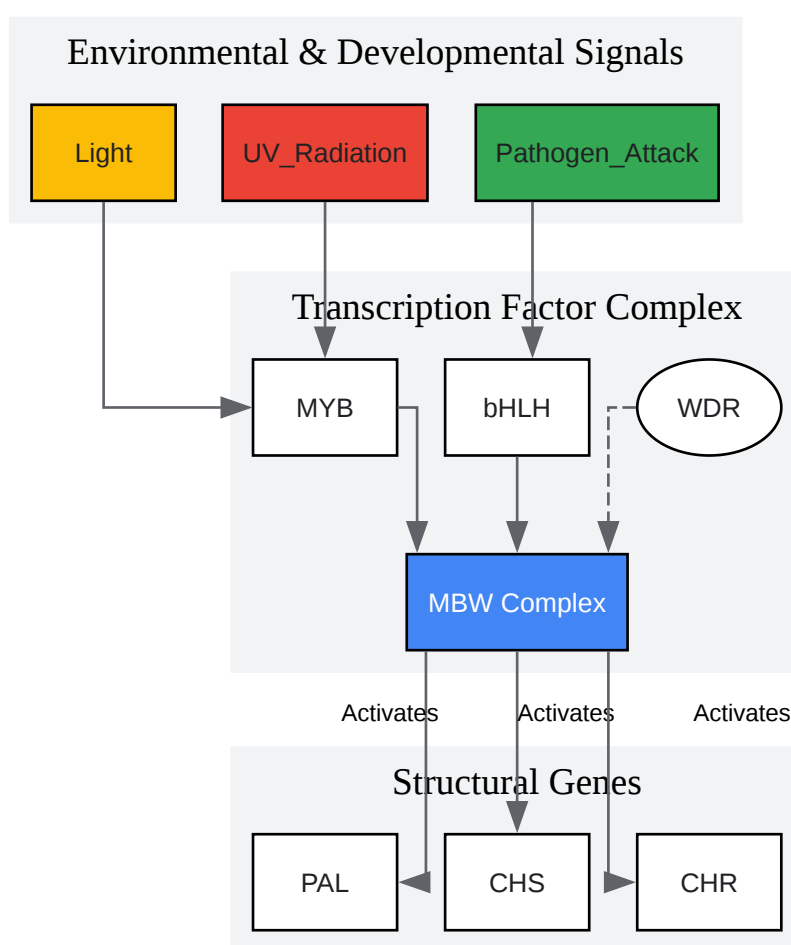 Environmental & Developmental Signals
Light
UV_Radiation
Pathogen_Attack
Transcription Factor Complex
MYB
bHLH
WDR
MBW Complex
Activates
Activates
Activates
Structural Genes
PAL
CHS
CHR